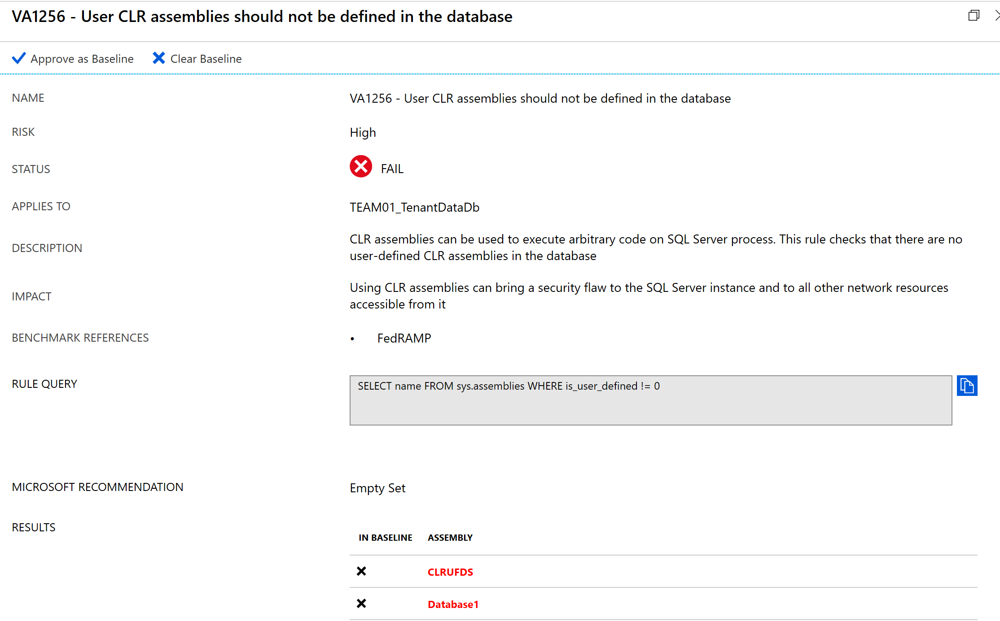 VA1256 - User CLR assemblies should not be defined in the database
Approve as Baseline
Clear Baseline
NAME
VA1256 - User CLR assemblies should not be defined in the database
RISK
High
STATUS
FAIL
APPLIES TO
TEAM01_TenantDataDb
DESCRIPTION
CLR assemblies can be used to execute arbitrary code on SQL Server process. This rule checks that there are no
user-defined CLR assemblies in the database
IMPACT
Using CLR assemblies can bring a security flaw to the SQL Server instance and to all other network resources
accessible from it
BENCHMARK REFERENCES
• FedRAMP
RULE QUERY
SELECT name FROM sys.assemblies WHERE is_user_defined != 0
MICROSOFT RECOMMENDATION
Empty Set
RESULTS
IN BASELINE ASSEMBLY
CLRUFDS
Database1